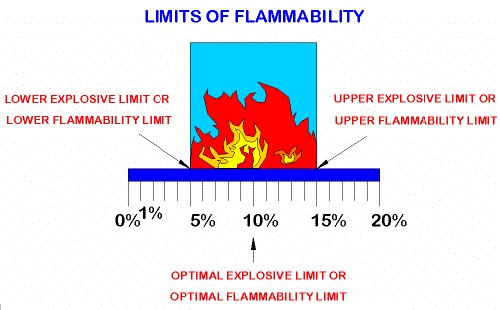 LIMITS OF FLAMMABILITY
LOWER EXPLOSIVE LIMIT OR
LOWER FLAMMABILITY LIMIT
UPPER EXPLOSIVE LIMIT OR
UPPER FLAMMABILITY LIMIT
0% 1% 5% 10% 15% 20%
OPTIMAL EXPLOSIVE LIMIT OR
OPTIMAL FLAMMABILITY LIMIT